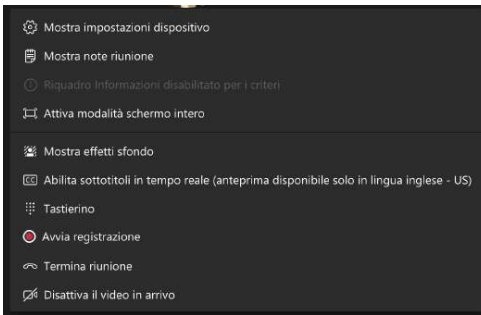 Mostra impostazioni dispositivo
Mostra note riunione
Riquadro Informazioni disabilitato per i criteri
Attiva modalità schermo intero
Mostra effetti sfondo
CC Abilita sottotitoli in tempo reale (anteprima disponibile solo in lingua inglese - US)
Tastierino
Avvia registrazione
Termina riunione
Disattiva il video in arrivo